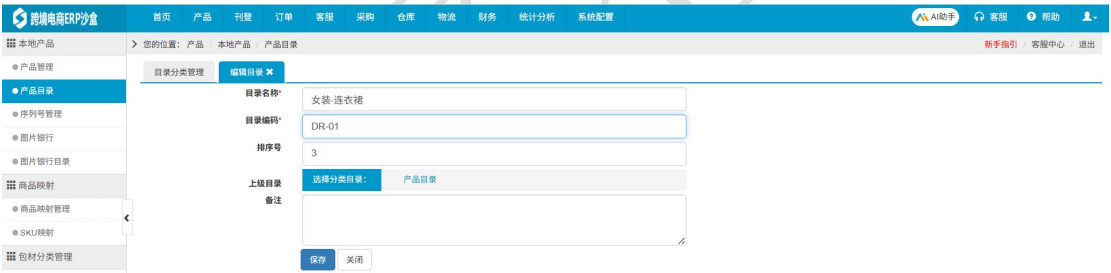 跨境电商ERP沙盒 首页 产品 刊登 订单 客服 采购 仓库 物流 财务 统计分析 系统配置 AI助手 客服 帮助
本地产品
您的位置： 产品 / 本地产品 / 产品目录
新手指引 / 客服中心 / 退出
产品管理
产品目录
序列号管理
图片银行
图片银行目录
商品映射
商品映射管理
SKU映射
包材分类管理
目录分类管理 编辑目录
目录名称* 女装-连衣裙
目录编码* DR-01
排序号 3
上级目录 选择分类目录： 产品目录
备注
保存 关闭